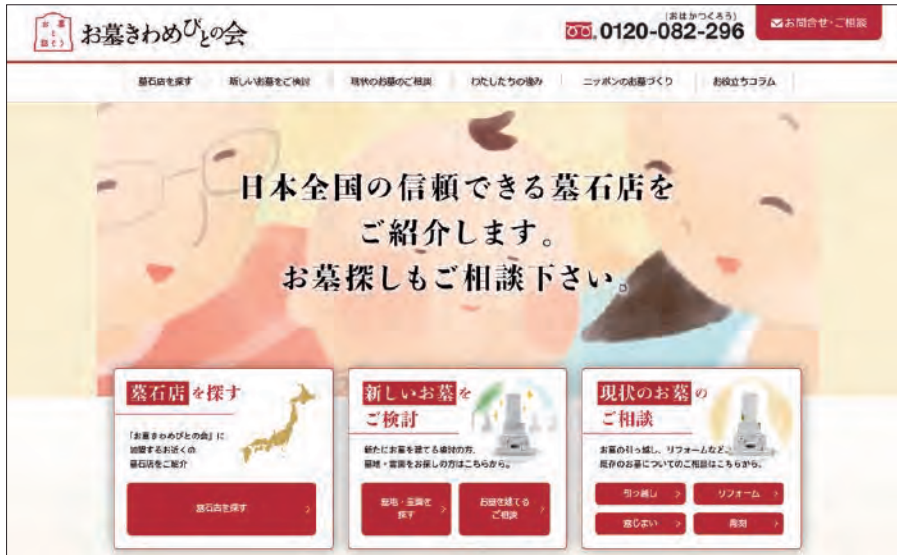 お墓きわめびとの会
(おはかつくろう)
0120-082-296
お問合せ・ご相談
墓石店を探す
新しいお墓をご検討
現状のお墓のご相談
わたしたちの強み
ニッポンのお墓づくり
お役立ちコラム
日本全国の信頼できる墓石店を
ご紹介します。
お墓探しもご相談下さい。
墓石店を探す
「お墓きわめびとの会」に
加盟するお近くの
墓石店をご紹介
墓石店を探す
新しいお墓を
ご検討
新たにお墓を建てる検討の方、
墓地・霊園をお探しの方はこちらから。
墓地・霊園を
探す
お墓を建てる
ご相談
現状のお墓の
ご相談
お墓の引っ越し、リフォームなど、
既存のお墓についてのご相談はこちらから。
引っ越し
リフォーム
墓じまい
彫刻